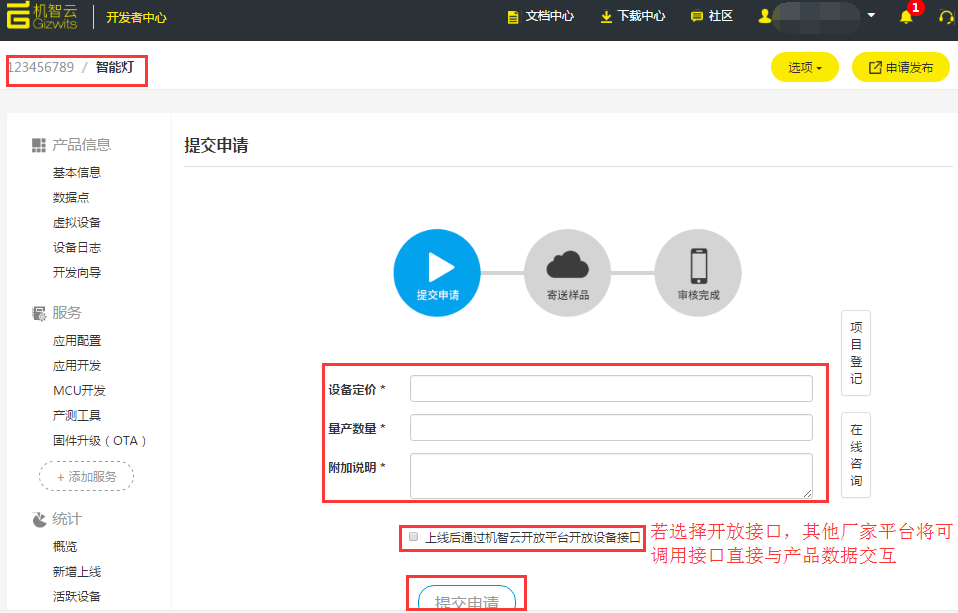 机智云
Gizwits
开发者中心
文档中心
下载中心
社区
1
123456789 / 智能灯
选项
申请发布
产品信息
基本信息
数据点
虚拟设备
设备日志
开发向导
服务
应用配置
应用开发
MCU开发
产测工具
固件升级（OTA）
+ 添加服务
统计
概览
新增上线
活跃设备
提交申请
提交申请
寄送样品
审核完成
设备定价 *
量产数量 *
附加说明 *
上线后通过机智云开放平台开放设备接口
若选择开放接口，其他厂家平台将可
调用接口直接与产品数据交互
提交申请
项目登记
在线咨询